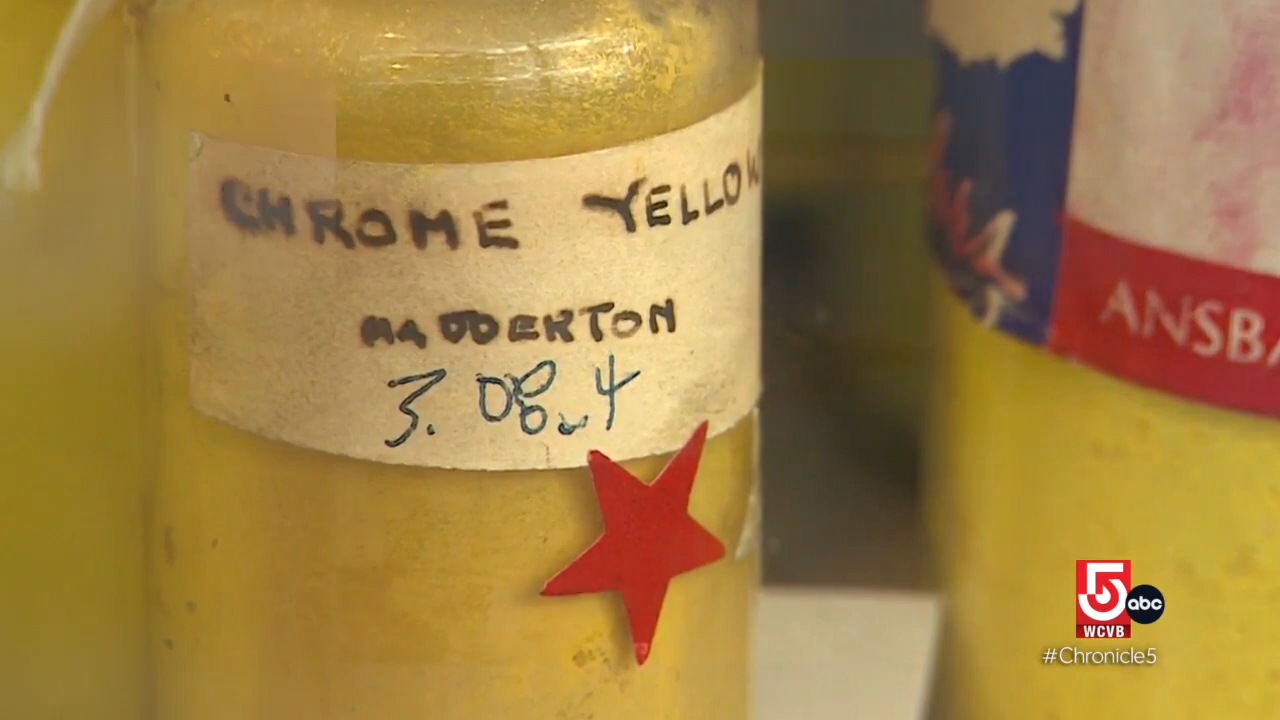 CHROME YELLOW
MADDERTON
3.08.4
ANSBA
5
abc
WCVB
#Chronicle5